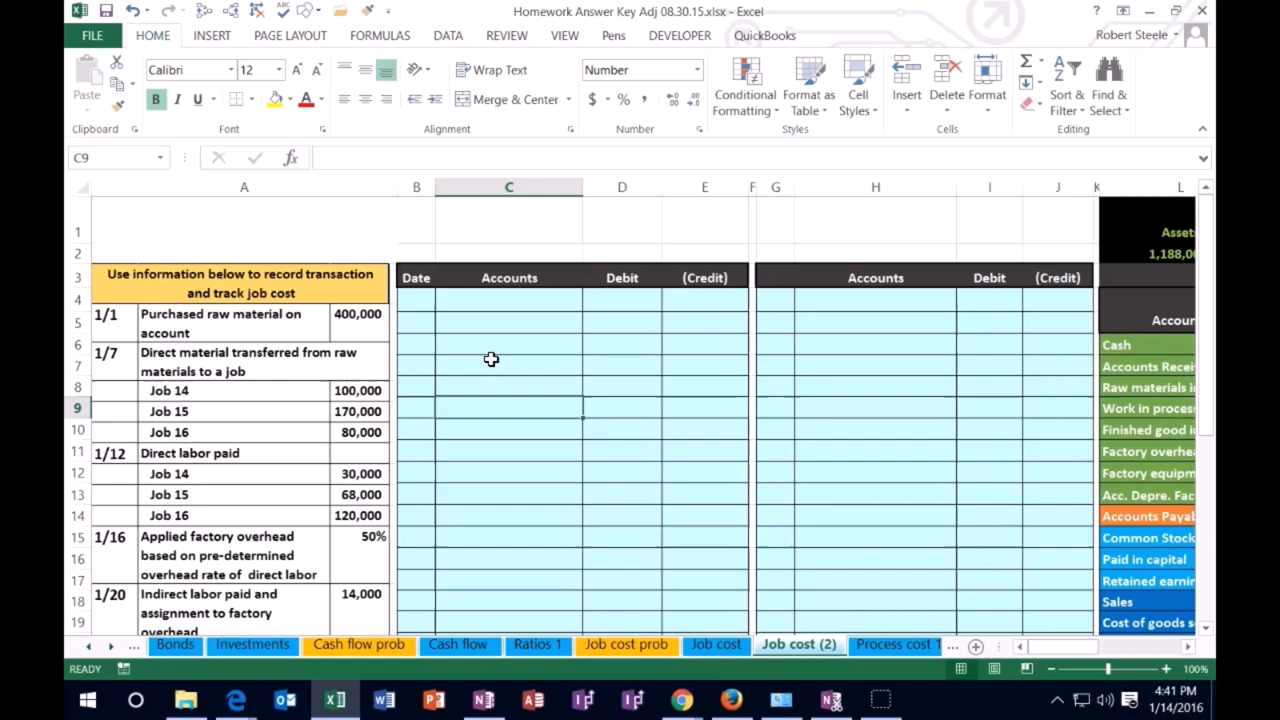 Homework Answer Key Adj 08.30.15.xlsx - Excel
?
FILE HOME INSERT PAGE LAYOUT FORMULAS DATA REVIEW VIEW Pens DEVELOPER QuickBooks Robert Steele
Paste
Calibri 12
B I U A
Wrap Text
Merge & Center
Number
$ % ,
Conditional Formatting
Format as Table
Cell Styles
Insert Delete Format
Sort & Filter
Find & Select
Clipboard Font Alignment Number Styles Cells Editing
C9 fx
A B C D E F G H I J K L
1 Asset
2 1,188,0
3 Use information below to record transaction Date Accounts Debit (Credit) Accounts Debit (Credit)
and track job cost
4
1/1 Purchased raw material on 400,000
5 account Accour
6 1/7 Direct material transferred from raw Cash
7 materials to a job Accounts Recei
8 Job 14 100,000 Raw materials i
9 Job 15 170,000 Work in process
10 Job 16 80,000 Finished good i
11 1/12 Direct labor paid Factory overhea
12 Job 14 30,000 Factory equipm
13 Job 15 68,000 Acc. Depre. Fac
14 Job 16 120,000 Accounts Payab
15 1/16 Applied factory overhead 50% Common Stock
16 based on pre-determined Paid in capital
17 overhead rate of direct labor Retained earnin
18 1/20 Indirect labor paid and 14,000 Sales
19 assignment to factory Cost of goods s
overhead
... Bonds Investments Cash flow prob Cash flow Ratios 1 Job cost prob Job cost Job cost (2) Process cost 1 ...
READY 100%
4:41 PM
1/14/2016